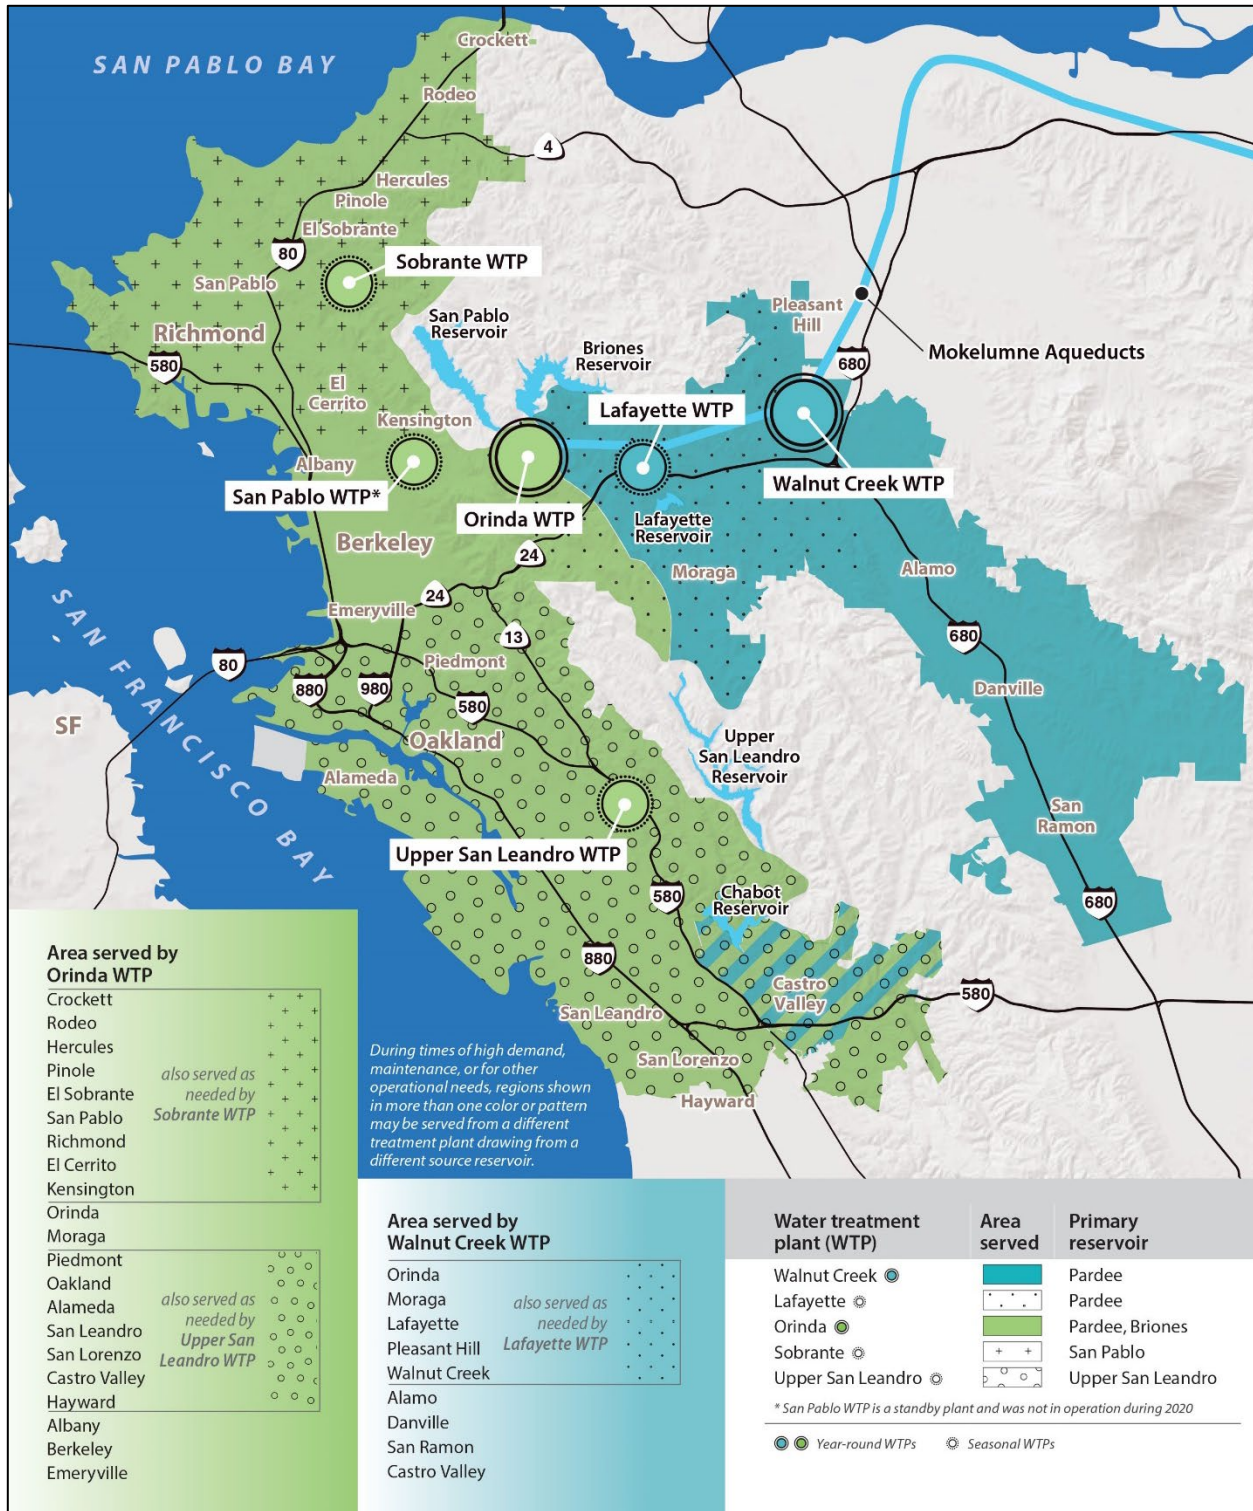 SAN PABLO BAY
Crockett
Rodeo
4
Hercules
Pinole
El Sobrante
80
Sobrante WTP
San Pablo
San Pablo
Reservoir
Pleasant
Hill
Richmond
580
Briones
Reservoir
680
Mokelumne Aqueducts
El
Cerrito
Kensington
Lafayette WTP
Albany
San Pablo WTP*
Orinda WTP
Walnut Creek WTP
Lafayette
Reservoir
Berkeley
24
Moraga
Alamo
Emeryville
24
13
680
SAN FRANCISCO BAY
80
Piedmont
880
980
580
Danville
SF
Oakland
Upper
San Leandro
Reservoir
Alameda
San
Ramon
Upper San Leandro WTP
580
Chabot
Reservoir
680
880
Castro
Valley
580
San Leandro
San Lorenzo
Hayward
During times of high demand,
maintenance, or for other
operational needs, regions shown
in more than one color or pattern
may be served from a different
treatment plant drawing from a
different source reservoir.
Area served by
Orinda WTP
Crockett
Rodeo
Hercules
Pinole
El Sobrante
San Pablo
Richmond
El Cerrito
Kensington
also served as
needed by
Sobrante WTP
Orinda
Moraga
Piedmont
Oakland
Alameda
San Leandro
San Lorenzo
Castro Valley
Hayward
also served as
needed by
Upper San
Leandro WTP
Albany
Berkeley
Emeryville
Area served by
Walnut Creek WTP
Orinda
Moraga
Lafayette
Pleasant Hill
Walnut Creek
also served as
needed by
Lafayette WTP
Alamo
Danville
San Ramon
Castro Valley
Water treatment
plant (WTP)
Area
served
Primary
reservoir
Walnut Creek Pardee
Lafayette Pardee
Orinda Pardee, Briones
Sobrante San Pablo
Upper San Leandro Upper San Leandro
* San Pablo WTP is a standby plant and was not in operation during 2020
Year-round WTPs Seasonal WTPs